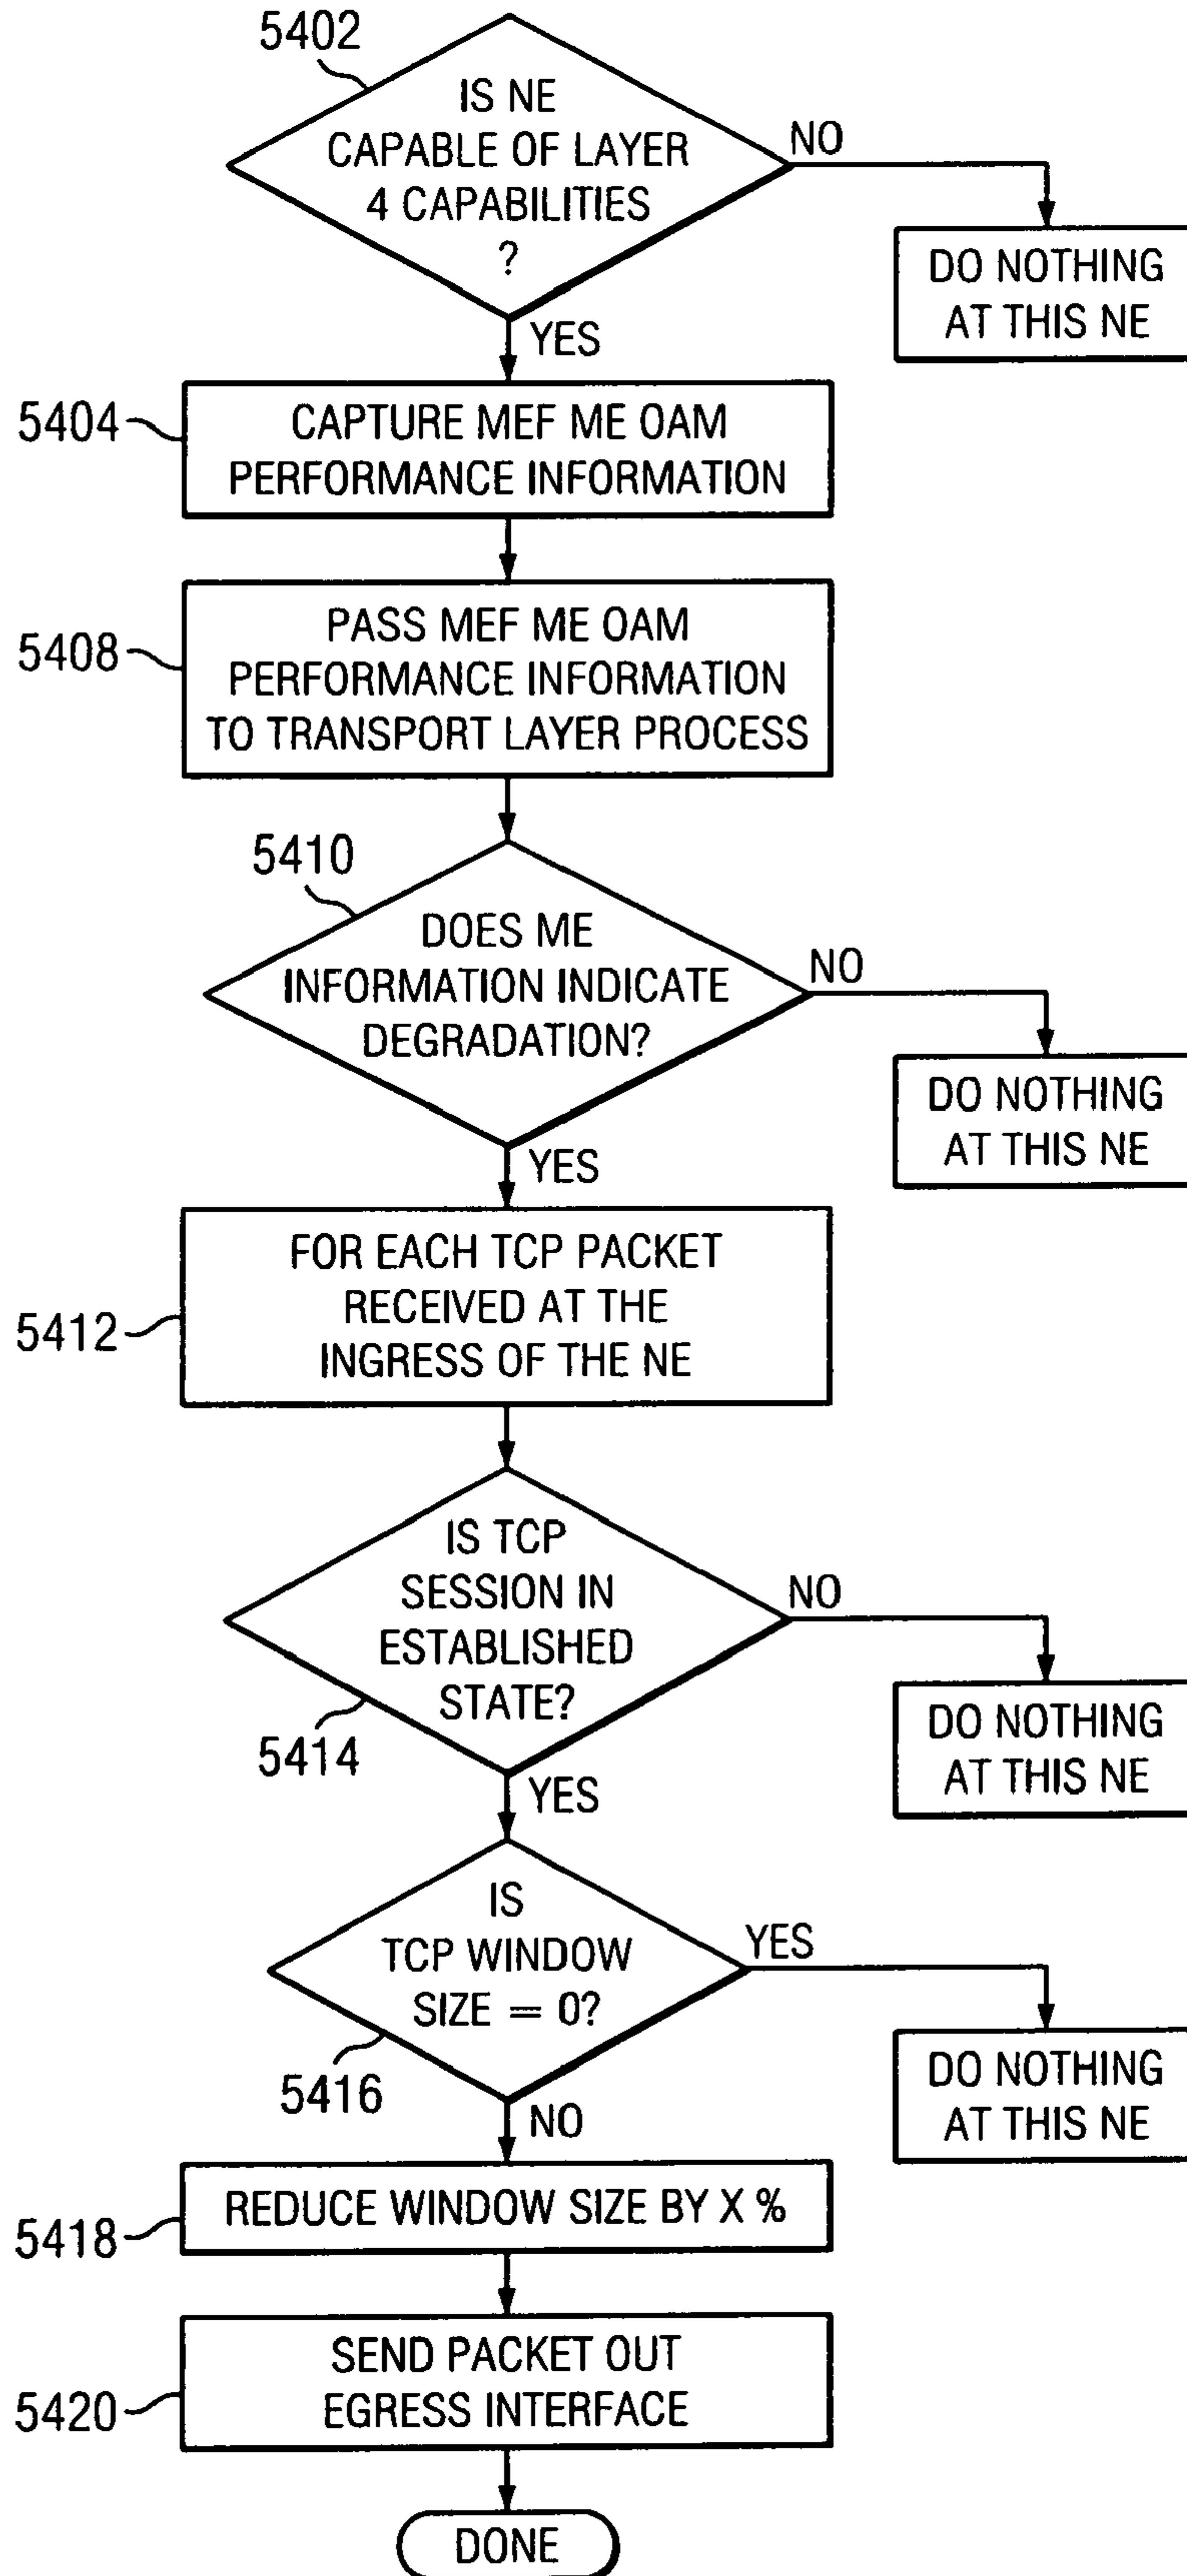 5402
IS NE
CAPABLE OF LAYER
4 CAPABILITIES
?
NO
DO NOTHING
AT THIS NE
YES
5404
CAPTURE MEF ME OAM
PERFORMANCE INFORMATION
5408
PASS MEF ME OAM
PERFORMANCE INFORMATION
TO TRANSPORT LAYER PROCESS
5410
DOES ME
INFORMATION INDICATE
DEGRADATION?
NO
DO NOTHING
AT THIS NE
YES
5412
FOR EACH TCP PACKET
RECEIVED AT THE
INGRESS OF THE NE
IS TCP
SESSION IN
ESTABLISHED
STATE?
5414
NO
DO NOTHING
AT THIS NE
YES
IS
TCP WINDOW
SIZE = 0?
5416
YES
DO NOTHING
AT THIS NE
NO
5418
REDUCE WINDOW SIZE BY X %
5420
SEND PACKET OUT
EGRESS INTERFACE
DONE